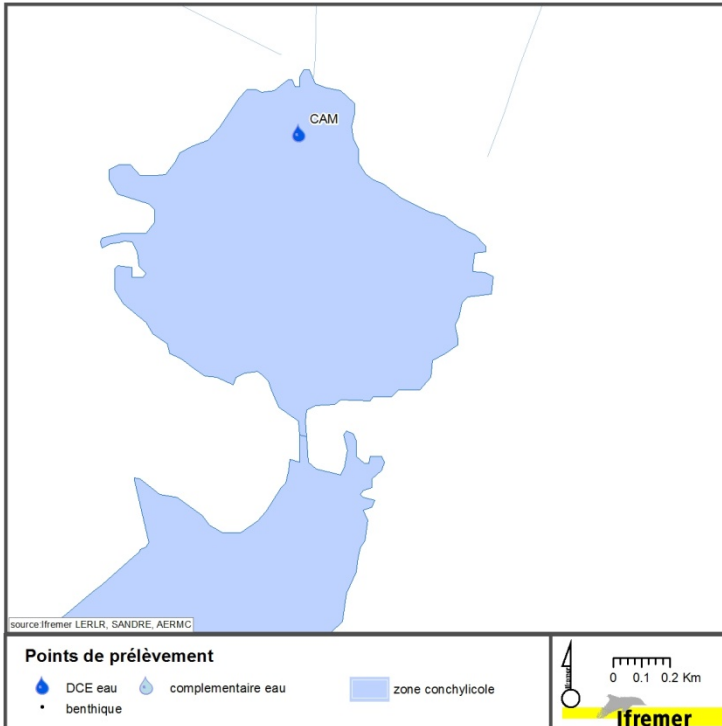 CAM
source:Ifremer LERLR, SANDRE, AERMC
Points de prélèvement
DCE eau
complementaire eau
zone conchylicole
benthique
0 0.1 0.2 Km
Ifremer